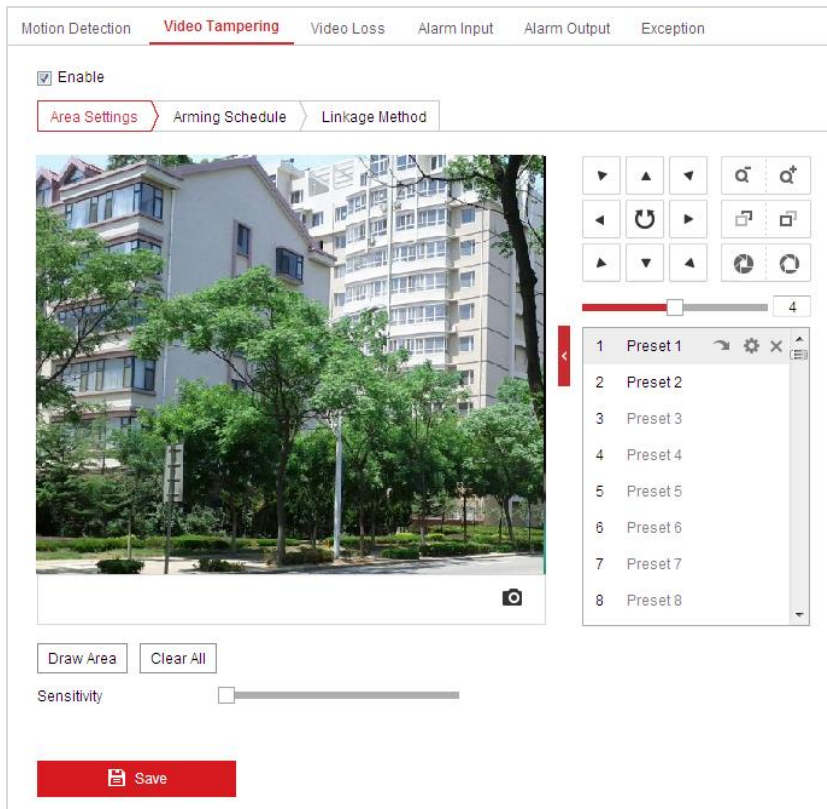 Motion Detection Video Tampering Video Loss Alarm Input Alarm Output Exception
Enable
Area Settings Arming Schedule Linkage Method
4
1 Preset 1
2 Preset 2
3 Preset 3
4 Preset 4
5 Preset 5
6 Preset 6
7 Preset 7
8 Preset 8
Draw Area Clear All
Sensitivity
Save